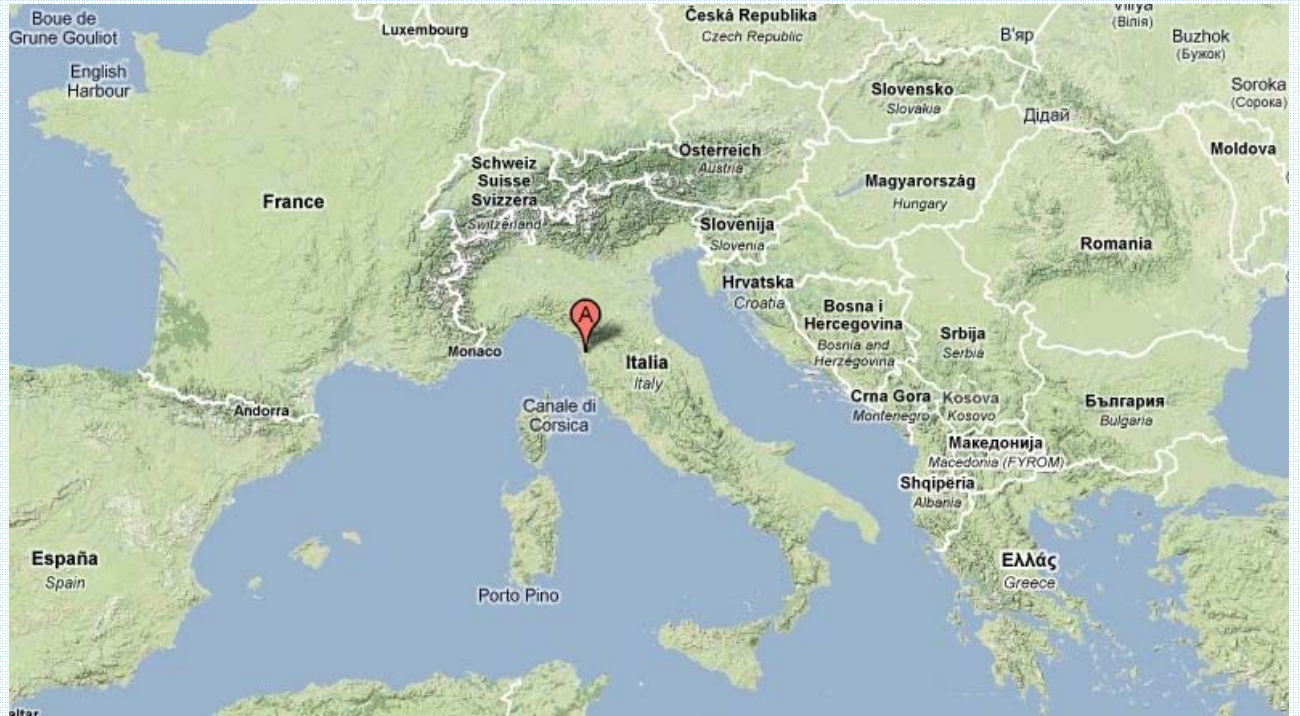 Boue de
Grune Gouliot
English
Harbour
Luxembourg
Česká Republika
Czech Republic
В'яр
(Вілія)
Buzhok
(Бужок)
Soroka
(Сорока)
Slovensko
Slovakia
Дідай
Moldova
Schweiz
Suisse
Svizzera
Switzerland
Österreich
Austria
Magyarország
Hungary
France
Slovenija
Slovenia
Romania
Hrvatska
Croatia
Bosna i
Hercegovina
Bosnia and
Herzegovina
Srbija
Serbia
A
Monaco
Italia
Italy
Andorra
Canale di
Corsica
Crna Gora
Montenegro
Kosova
Kosovo
България
Bulgaria
Македонија
Macedonia (FYROM)
Shqipëria
Albania
España
Spain
Ελλάς
Greece
Porto Pino